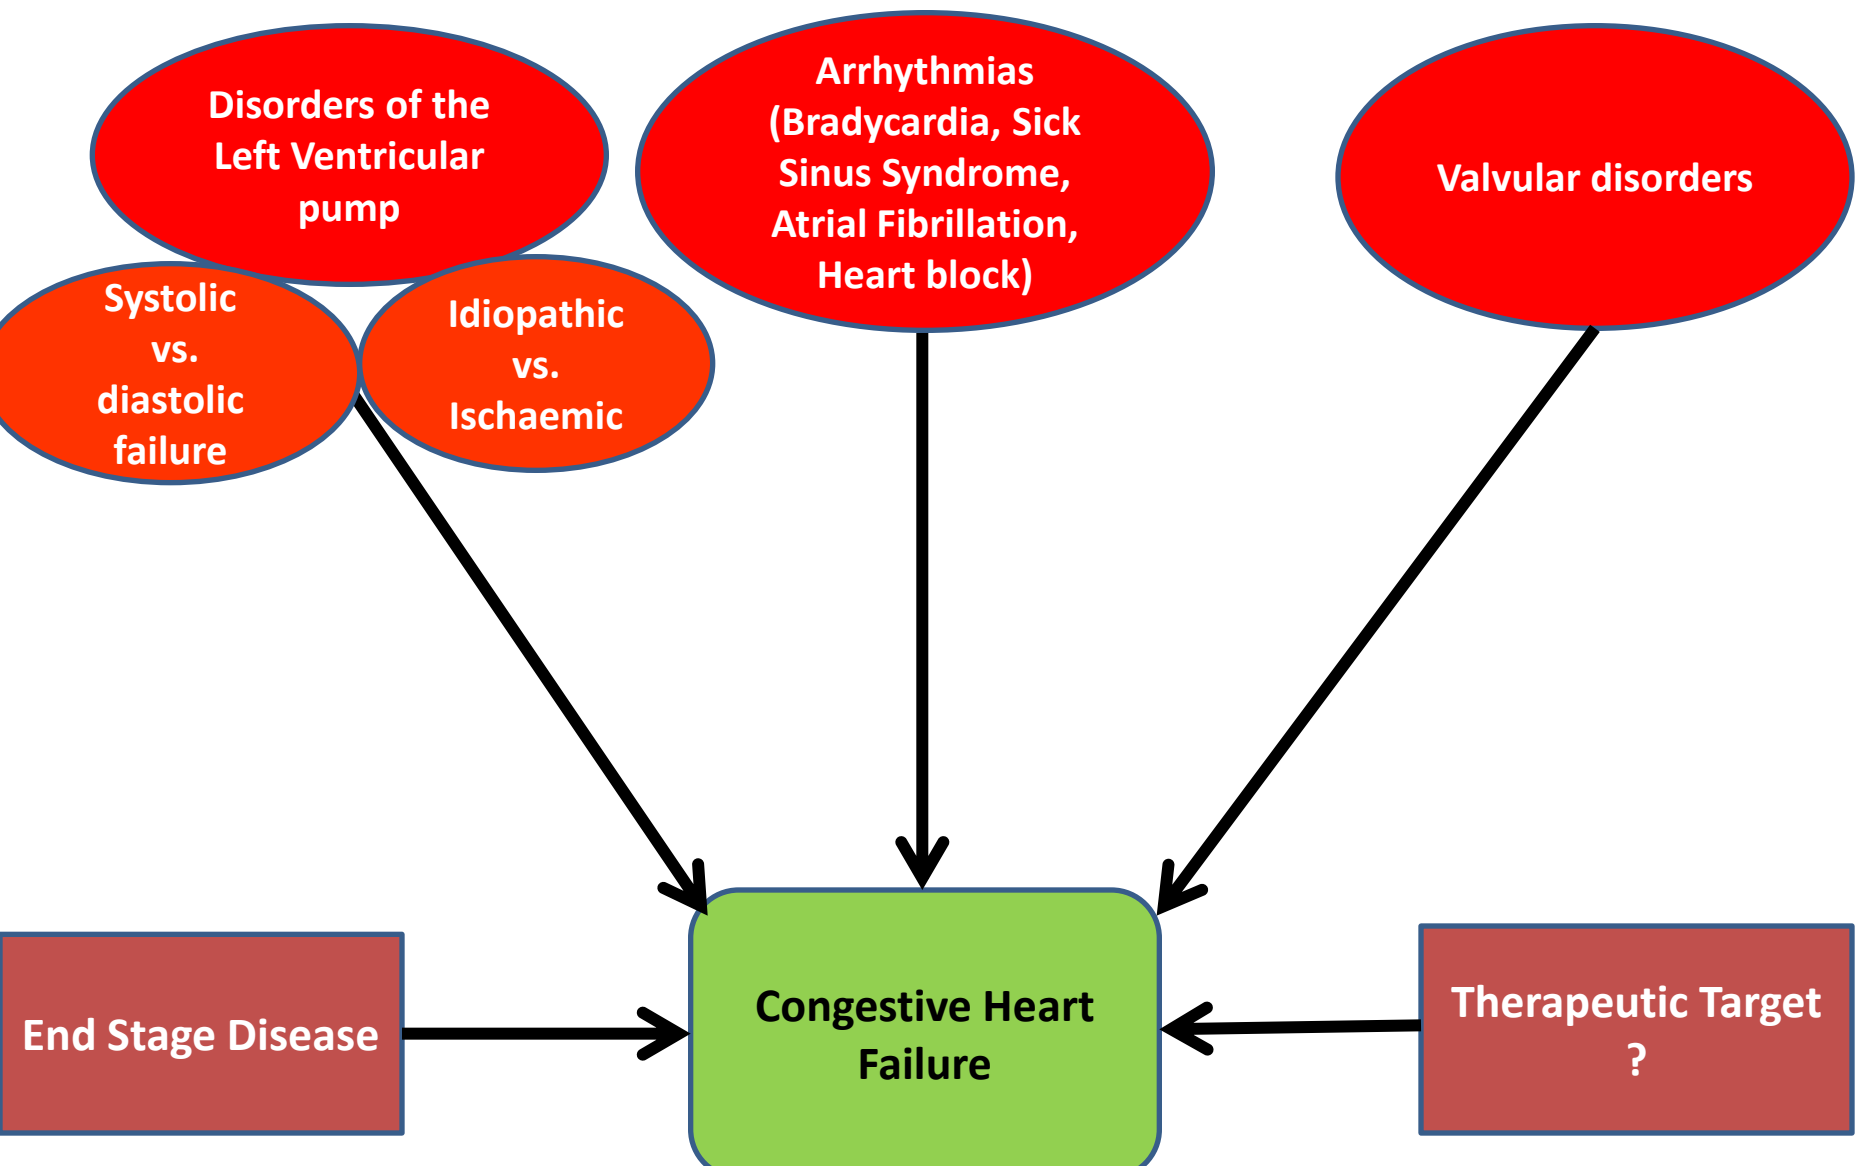 Disorders of the
Left Ventricular
pump
Systolic
vs.
diastolic
failure
Idiopathic
vs.
Ischaemic
Arrhythmias
(Bradycardia, Sick
Sinus Syndrome,
Atrial Fibrillation,
Heart block)
Valvular disorders
End Stage Disease
Congestive Heart
Failure
Therapeutic Target
?